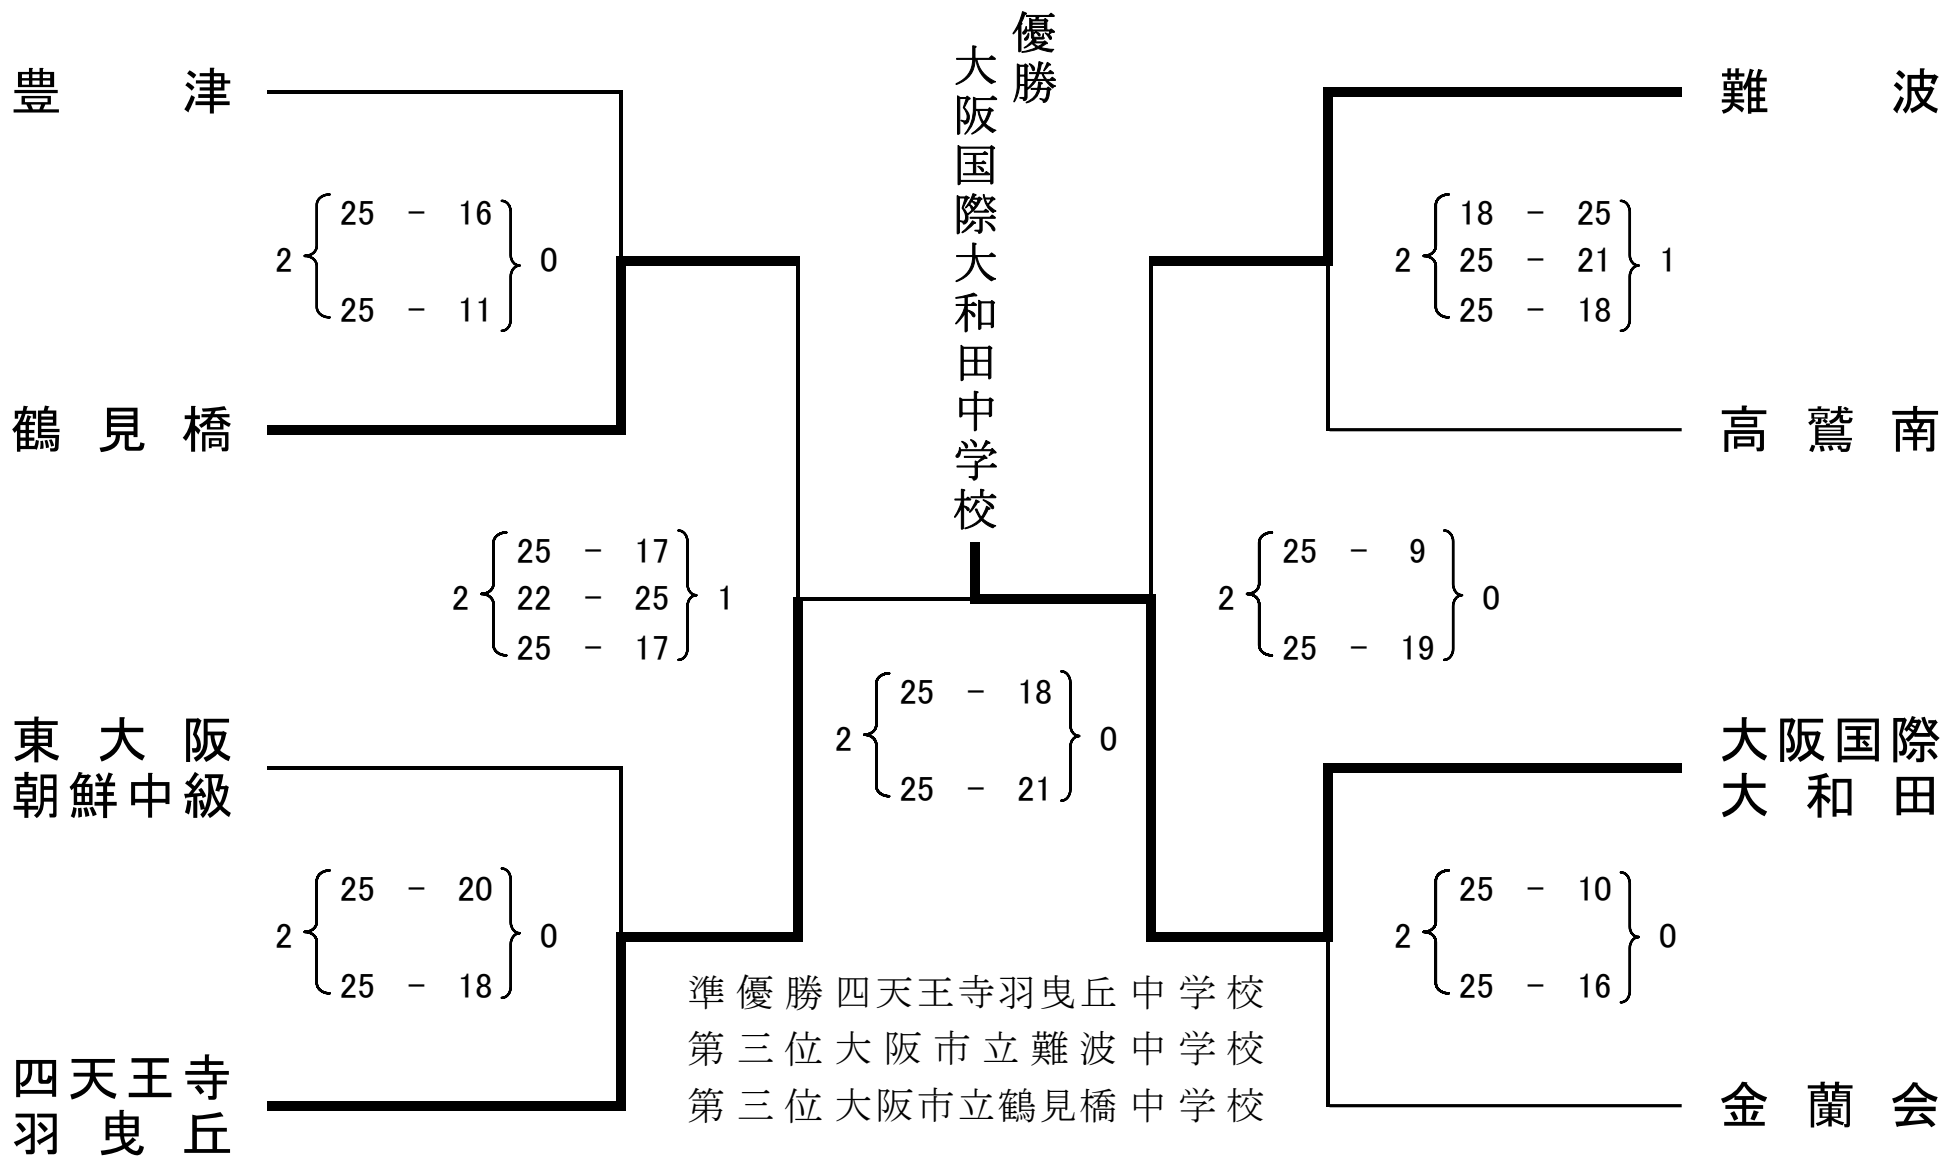 優勝
大阪国際大和田中学校
豊津
2 25 - 16 0
25 - 11
鶴見橋
2 25 - 17 1
22 - 25
25 - 17
東大阪
朝鮮中級
2 25 - 20 0
25 - 18
四天王寺
羽曳丘
2 25 - 18 0
25 - 21
難波
2 18 - 25 1
25 - 21
25 - 18
高鷲南
2 25 - 9 0
25 - 19
大阪国際
大和田
2 25 - 10 0
25 - 16
金蘭会
準優勝四天王寺羽曳丘中学校
第三位大阪市立難波中学校
第三位大阪市立鶴見橋中学校